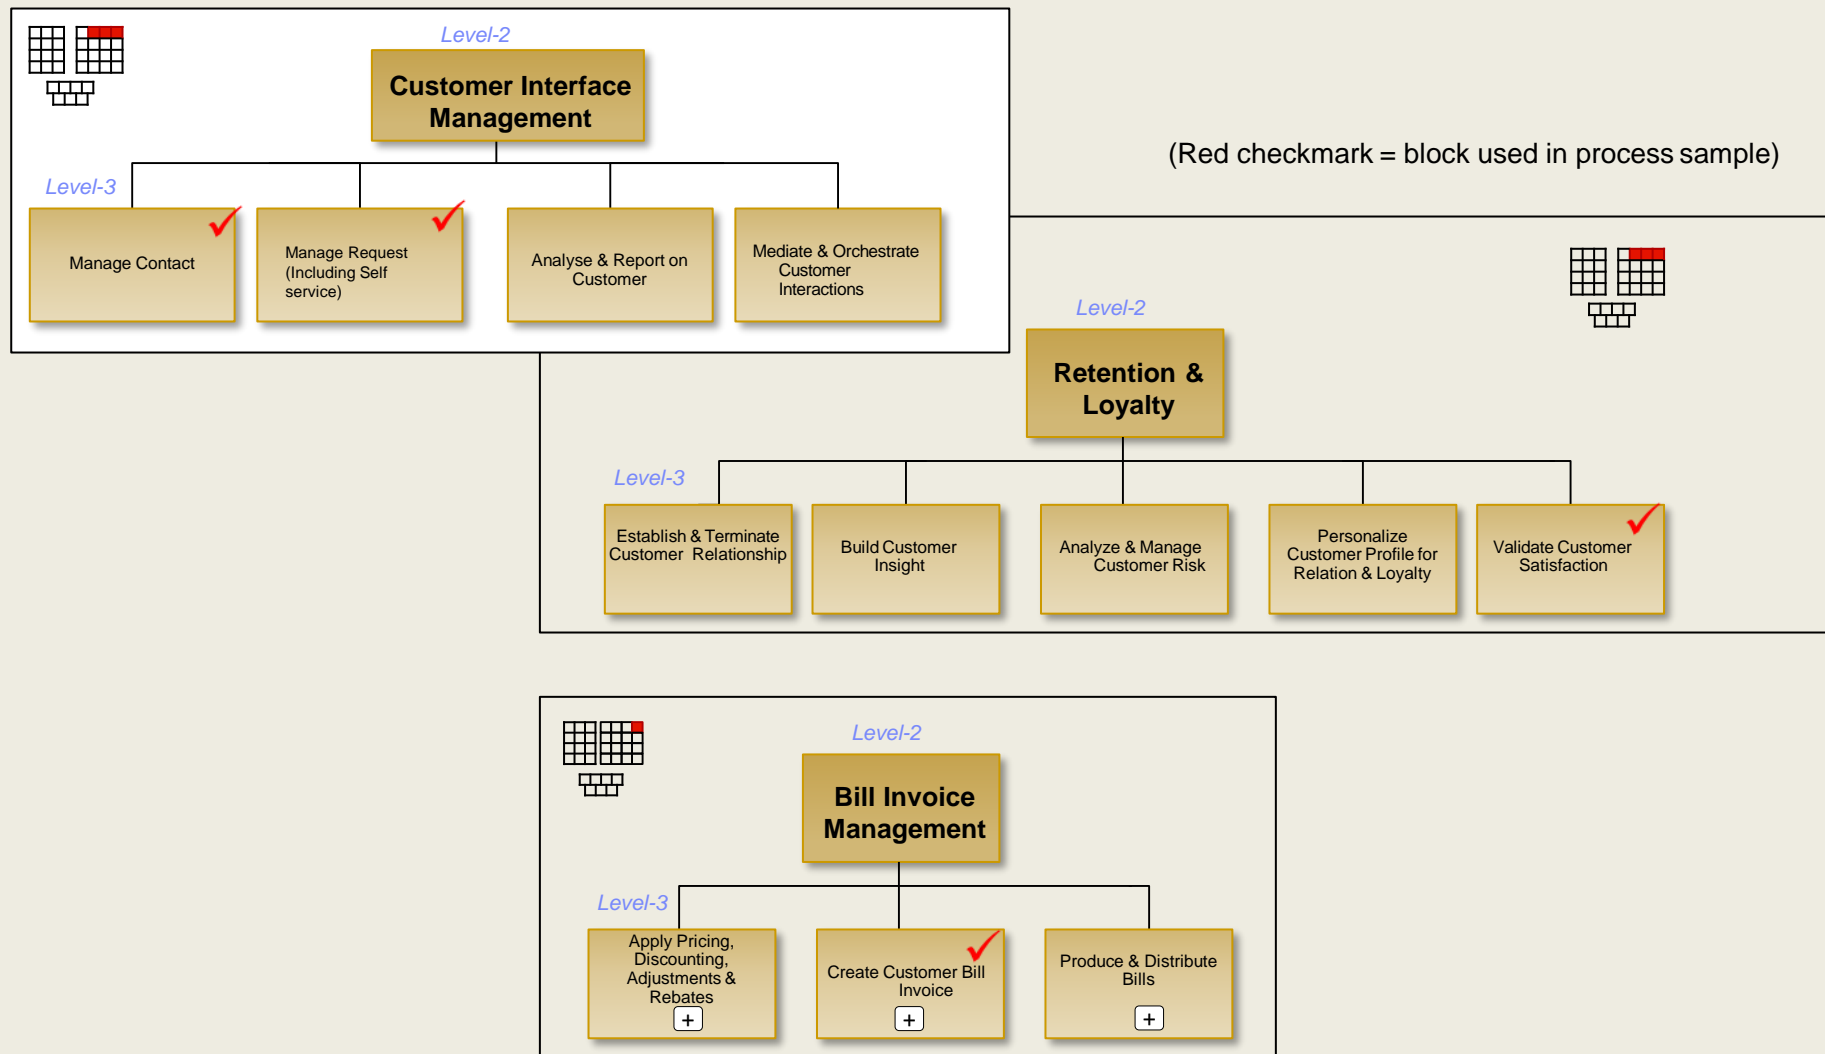 Level-2
Customer Interface
Management
(Red checkmark = block used in process sample)
Level-3
Manage Contact
Manage Request
(Including Self
service)
Analyse & Report on
Customer
Mediate & Orchestrate
Customer
Interactions
Level-2
Retention &
Loyalty
Level-3
Establish & Terminate
Customer Relationship
Build Customer
Insight
Analyze & Manage
Customer Risk
Personalize
Customer Profile for
Relation & Loyalty
Validate Customer
Satisfaction
Level-2
Bill Invoice
Management
Level-3
Apply Pricing,
Discounting,
Adjustments &
Rebates
+
Create Customer Bill
Invoice
+
Produce & Distribute
Bills
+